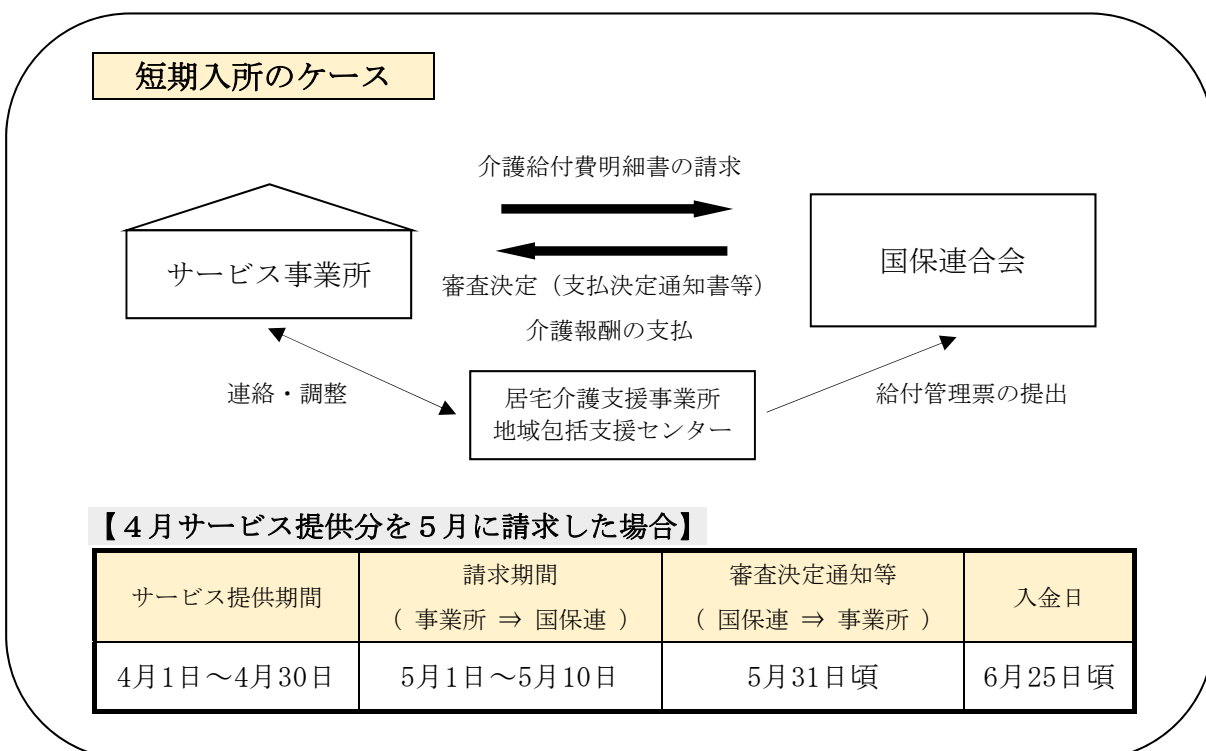 短期入所のケース
介護給付費明細書の請求
サービス事業所
国保連合会
審査決定（支払決定通知書等）
介護報酬の支払
連絡・調整
居宅介護支援事業所
地域包括支援センター
給付管理票の提出
【４月サービス提供分を５月に請求した場合】
サービス提供期間
請求期間
（ 事業所 ⇒ 国保連 ）
審査決定通知等
（ 国保連 ⇒ 事業所 ）
入金日
4月1日～4月30日
5月1日～5月10日
5月31日頃
6月25日頃